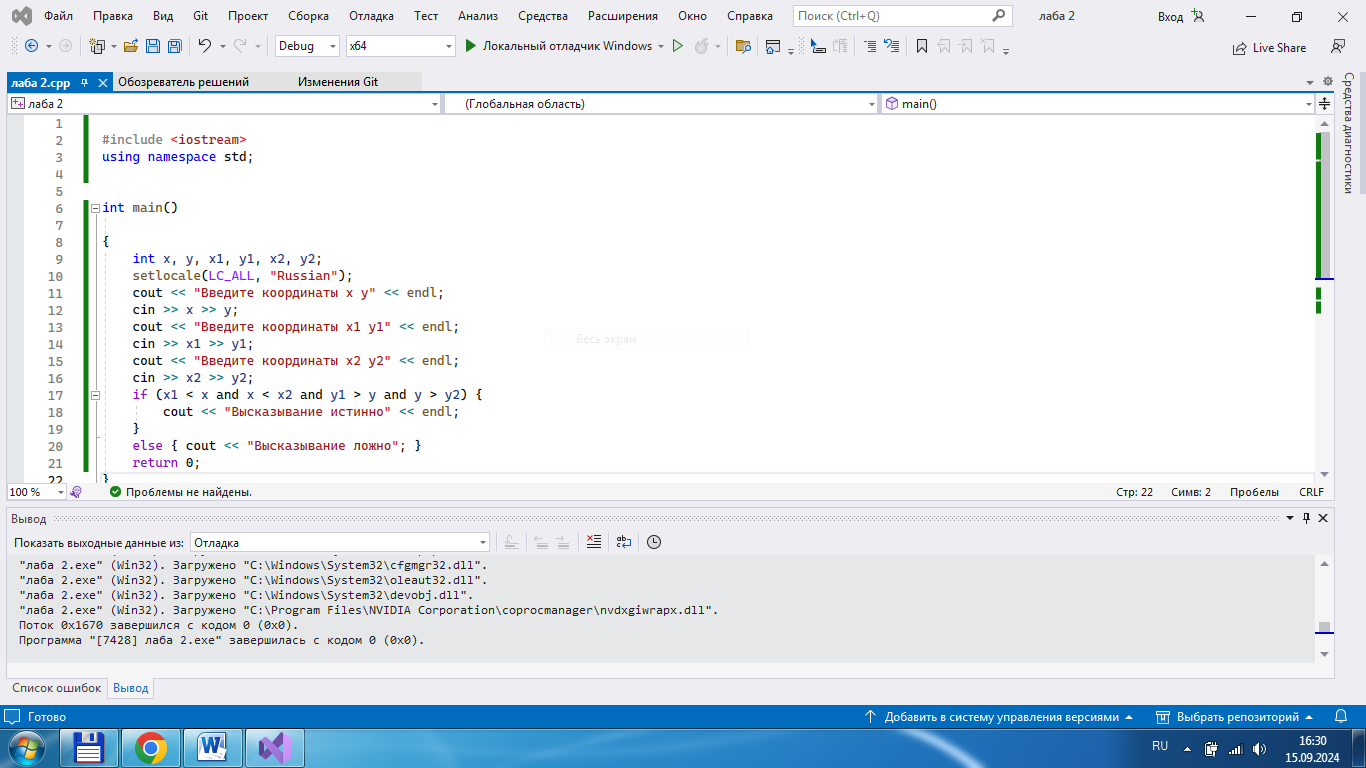 Файл Правка Вид Git Проект Сборка Отладка Тест Анализ Средства Расширения Окно Справка Поиск (Ctrl+Q) лаба 2 Вход
Debug x64 Локальный отладчик Windows Live Share
лаба 2.cpp Обозреватель решений Изменения Git
лаба 2 (Глобальная область) main()
Средства диагностики
1
2 #include <iostream>
3 using namespace std;
4
5
6 int main()
7
8 {
9 int x, y, x1, y1, x2, y2;
10 setlocale(LC_ALL, "Russian");
11 cout << "Введите координаты x y" << endl;
12 cin >> x >> y;
13 cout << "Введите координаты x1 y1" << endl;
14 cin >> x1 >> y1;
15 cout << "Введите координаты x2 y2" << endl;
16 cin >> x2 >> y2;
17 if (x1 < x and x < x2 and y1 > y and y > y2) {
18 cout << "Высказывание истинно" << endl;
19 }
20 else { cout << "Высказывание ложно"; }
21 return 0;
22 }
Весь экран
100 % Проблемы не найдены. Стр: 22 Симв: 2 Пробелы CRLF
Вывод
Показать выходные данные из: Отладка
"лаба 2.exe" (Win32). Загружено "C:\Windows\System32\cfgmgr32.dll".
"лаба 2.exe" (Win32). Загружено "C:\Windows\System32\oleaut32.dll".
"лаба 2.exe" (Win32). Загружено "C:\Windows\System32\devobj.dll".
"лаба 2.exe" (Win32). Загружено "C:\Program Files\NVIDIA Corporation\coprocmanager\nvdxgiwrapx.dll".
Поток 0x1670 завершился с кодом 0 (0x0).
Программа "[7428] лаба 2.exe" завершилась с кодом 0 (0x0).
Список ошибок Вывод
Готово Добавить в систему управления версиями Выбрать репозиторий
RU 16:30
15.09.2024